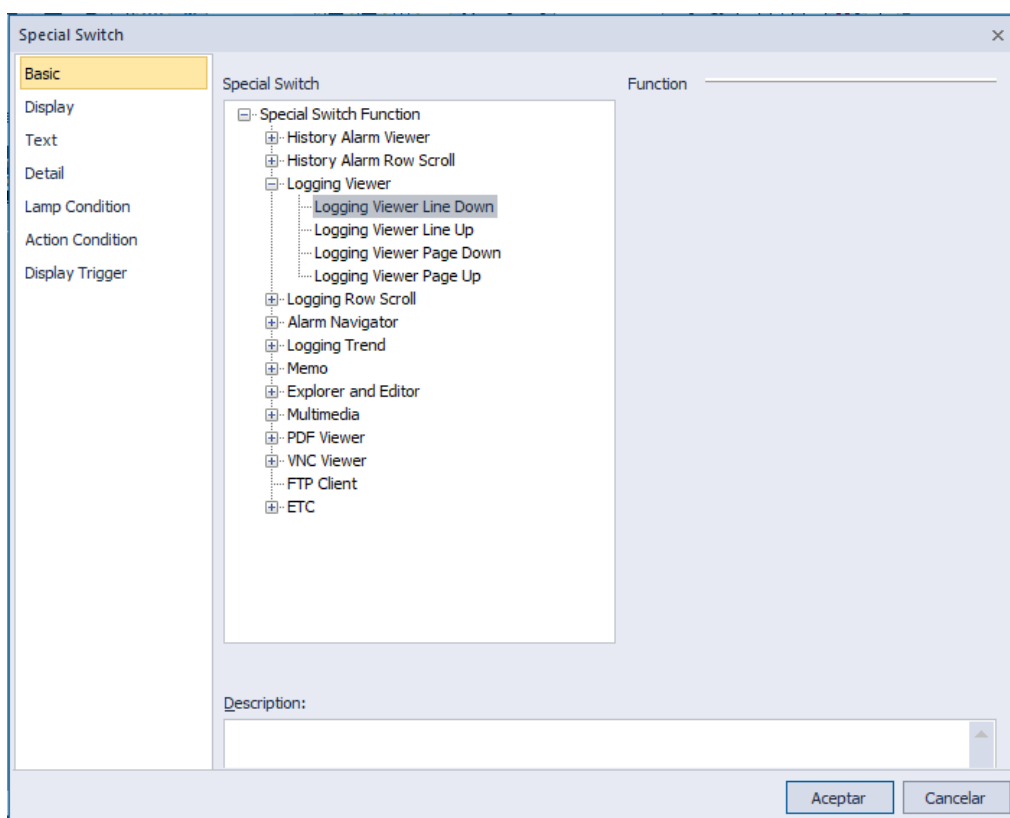 Special Switch
Basic
Display
Text
Detail
Lamp Condition
Action Condition
Display Trigger
Special Switch
Special Switch Function
History Alarm Viewer
History Alarm Row Scroll
Logging Viewer
Logging Viewer Line Down
Logging Viewer Line Up
Logging Viewer Page Down
Logging Viewer Page Up
Logging Row Scroll
Alarm Navigator
Logging Trend
Memo
Explorer and Editor
Multimedia
PDF Viewer
VNC Viewer
FTP Client
ETC
Function
Description:
Aceptar
Cancelar